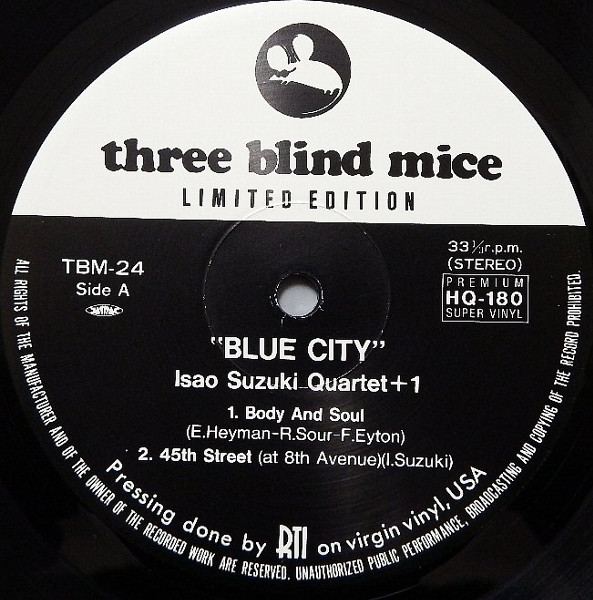 three blind mice
LIMITED EDITION
TBM-24
Side A
33 1/3 r.p.m.
(STEREO)
PREMIUM
HQ-180
SUPER VINYL
"BLUE CITY"
Isao Suzuki Quartet+1
1. Body And Soul
(E.Heyman-R.Sour-F.Eyton)
2. 45th Street (at 8th Avenue)(I.Suzuki)
Pressing done by RTI on virgin vinyl, USA
ALL RIGHTS OF THE MANUFACTURER AND OF THE OWNER OF THE RECORDED WORK ARE RESERVED. UNAUTHORIZED PUBLIC PERFORMANCE, BROADCASTING AND COPYING OF THE RECORD PROHIBITED.